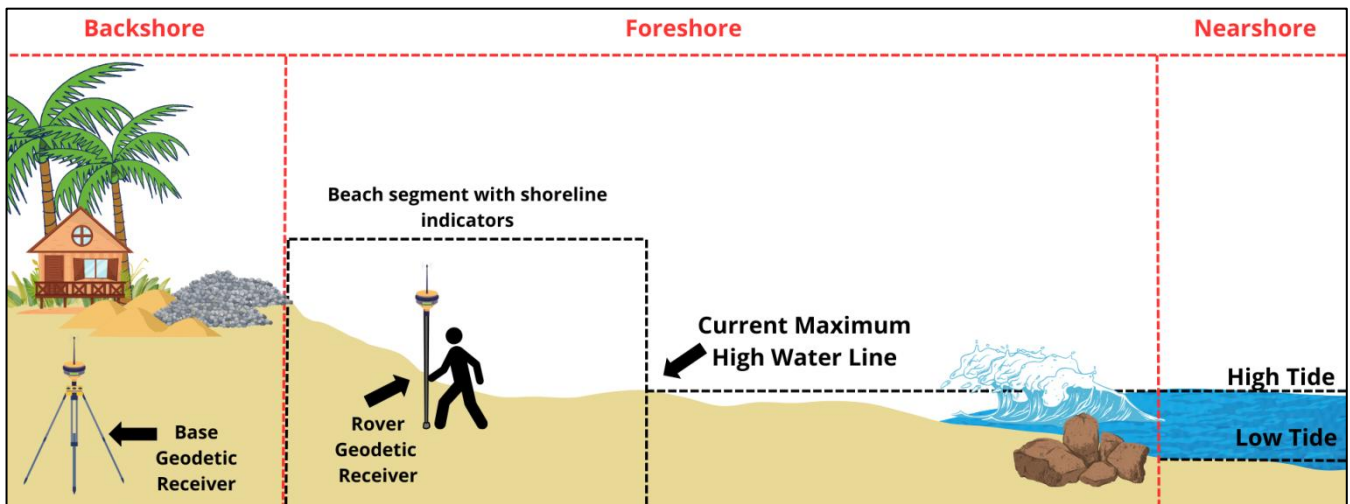 Backshore
Foreshore
Nearshore
Beach segment with shoreline
indicators
Current Maximum
High Water Line
High Tide
Low Tide
Base
Geodetic
Receiver
Rover
Geodetic
Receiver